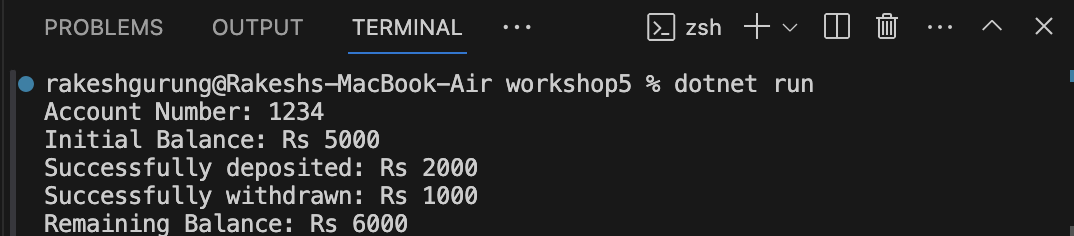 PROBLEMS OUTPUT TERMINAL ··· zsh
rakeshgurung@Rakeshs-MacBook-Air workshop5 % dotnet run
Account Number: 1234
Initial Balance: Rs 5000
Successfully deposited: Rs 2000
Successfully withdrawn: Rs 1000
Remaining Balance: Rs 6000